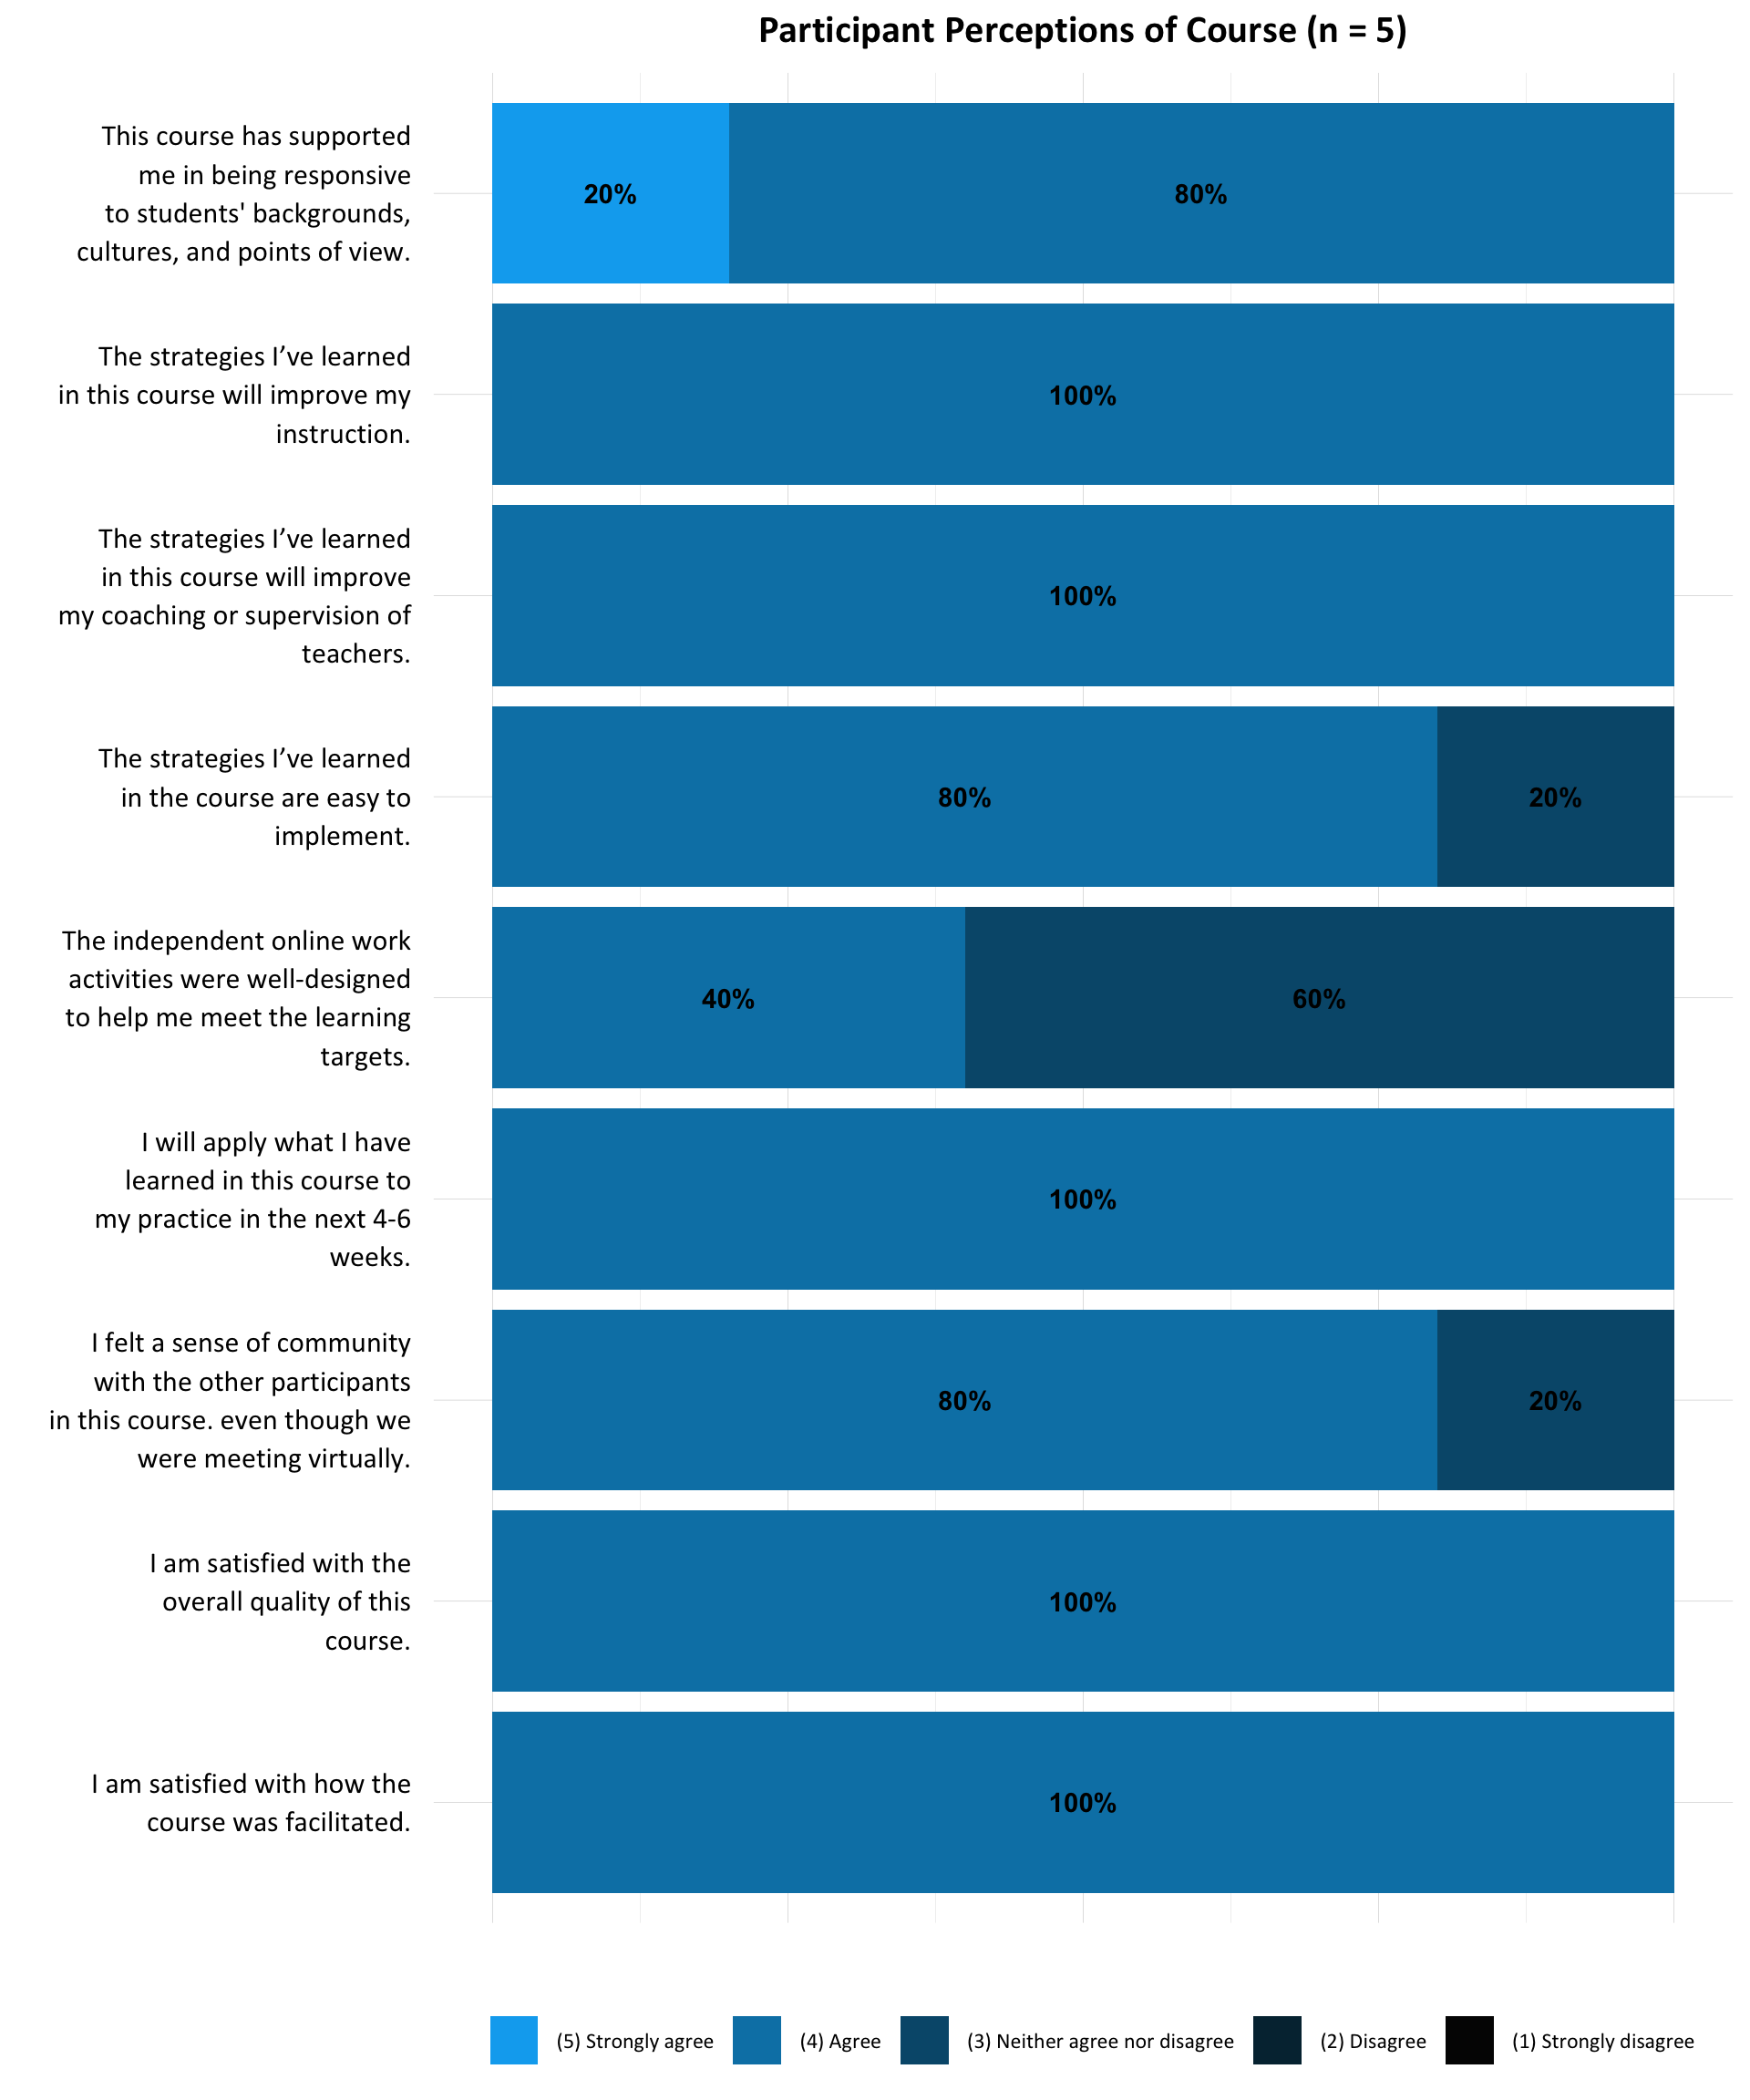 Participant Perceptions of Course (n = 5)
This course has supported
me in being responsive
to students' backgrounds,
cultures, and points of view.
20%
80%
The strategies I’ve learned
in this course will improve my
instruction.
100%
The strategies I’ve learned
in this course will improve
my coaching or supervision of
teachers.
100%
The strategies I’ve learned
in the course are easy to
implement.
80%
20%
The independent online work
activities were well-designed
to help me meet the learning
targets.
40%
60%
I will apply what I have
learned in this course to
my practice in the next 4-6
weeks.
100%
I felt a sense of community
with the other participants
in this course. even though we
were meeting virtually.
80%
20%
I am satisfied with the
overall quality of this
course.
100%
I am satisfied with how the
course was facilitated.
100%
(5) Strongly agree
(4) Agree
(3) Neither agree nor disagree
(2) Disagree
(1) Strongly disagree